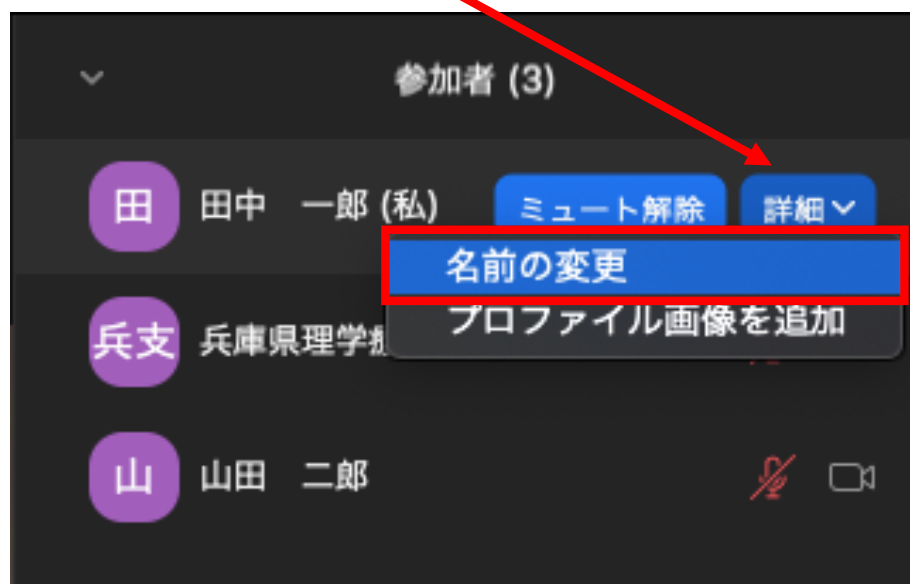 参加者 (3)
田 田中 一郎 (私) ミュート解除 詳細
名前の変更
プロファイル画像を追加
兵支 兵庫県理学
山 山田 二郎